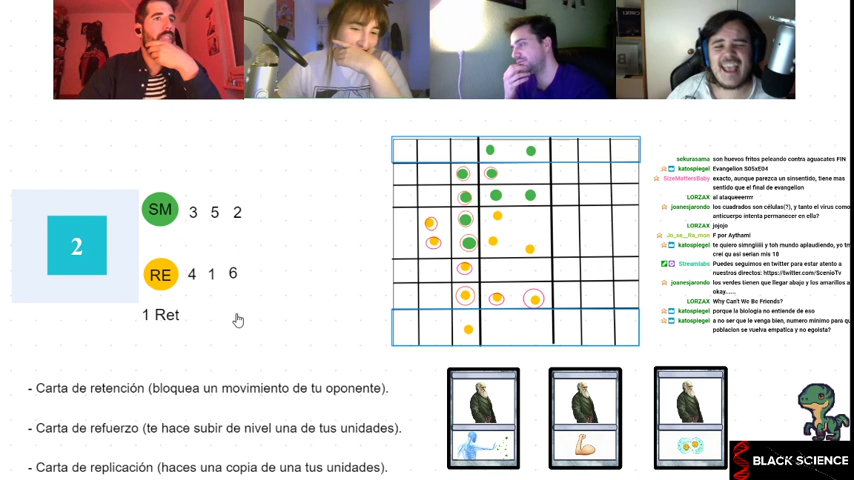 2
SM 3 5 2
RE 4 1 6
1 Ret
- Carta de retención (bloquea un movimiento de tu oponente).
- Carta de refuerzo (te hace subir de nivel una de tus unidades).
- Carta de replicación (haces una copia de una tus unidades).
sekurasama son huevos fritos peleando contra aguacates FIN
katospiegel Evangelion S05xE04
SizeMattersBaby exacto, aunque parezca un sinsentido, tiene mas
sentido que el final de evangelion
LORZAX al ataqueeerrrr
joanesjarondo los cuadrados son células(?), y tanto el virus como
anticuerpo intenta permanecer en ella?
LORZAX jojojo
Jo_se__Ra_mon F por Aythami
katospiegel te quiero simngiiii y toh mundo aplaudiendo, yo
crei qu asi serian mis 18
Streamlabs Puedes seguirnos en twitter para estar atento a
nuestros directos: https://twitter.com/ScenioTv
joanesjarondo los verdes tienen que llegar abajo y los amarillos a
okay......
LORZAX Why Can't We Be Friends?
katospiegel porque la biologia no entiende de eso
katospiegel a no ser que le venga bien, numero minimo para
poblacion se vuelva empatica y no egoista?
BLACK SCIENCE